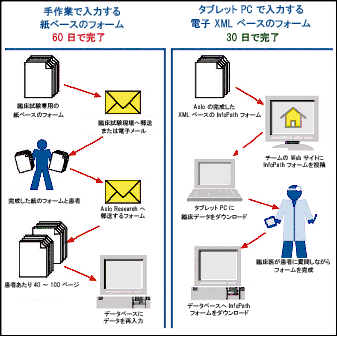 手作業で入力する
紙ベースのフォーム
60 日で完了
臨床試験専用の
紙ベースのフォーム
臨床試験現場へ郵送
または電子メール
完成した紙のフォームと患者
Axio Research へ
郵送するフォーム
患者あたり 40 ～ 100 ページ
データベースに
データを再入力
タブレット PC で入力する
電子 XML ベースのフォーム
30 日で完了
Axio の完成した
XML ベースの InfoPath フォーム
チームの Web サイトに
InfoPath フォームを投稿
タブレット PC に
臨床データをダウンロード
臨床医が患者に質問しながら
フォームを完成
データベースへ InfoPath
フォームをダウンロード